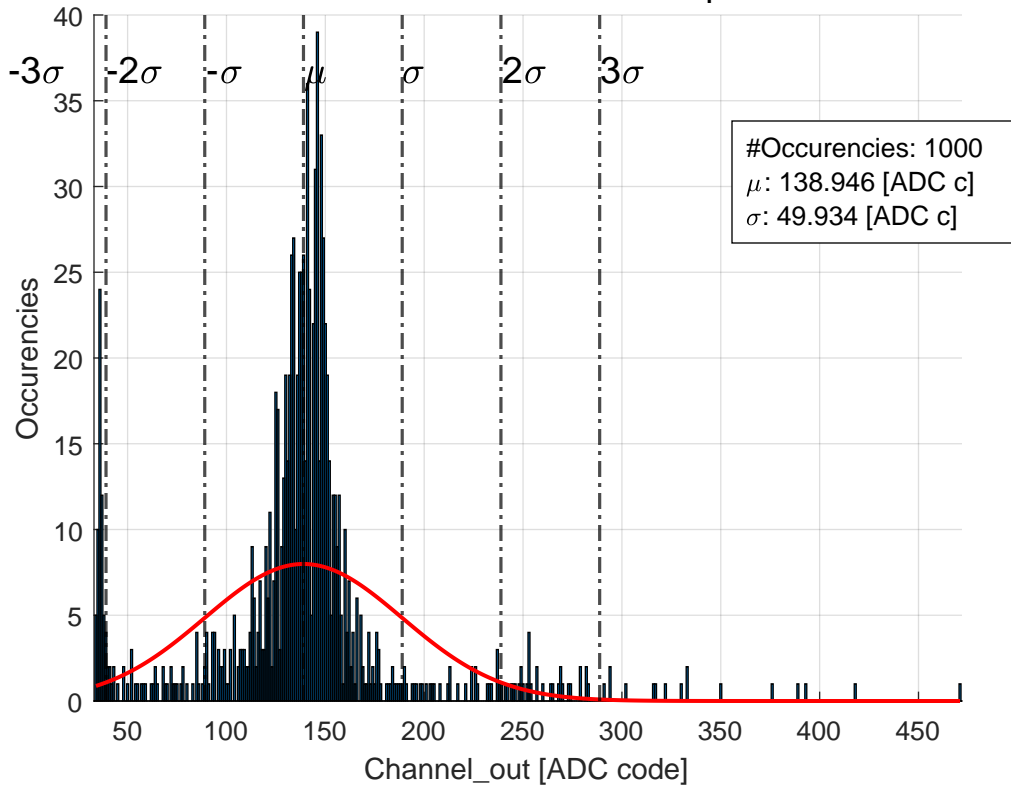 40
-3σ -2σ -σ μ σ 2σ 3σ
35
#Occurencies: 1000
μ: 138.946 [ADC c]
σ: 49.934 [ADC c]
30
25
20
15
10
5
0
Occurencies
50 100 150 200 250 300 350 400 450
Channel_out [ADC code]